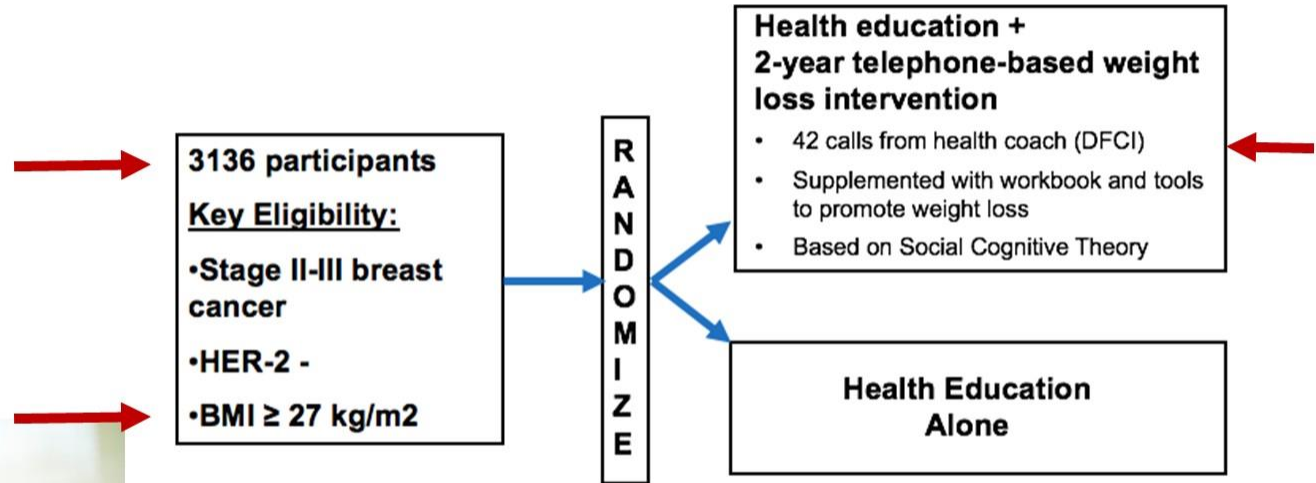 3136 participants
Key Eligibility:
•Stage II-III breast
cancer
•HER-2 -
•BMI ≥ 27 kg/m2
RANDOMIZE
Health education +
2-year telephone-based weight
loss intervention
• 42 calls from health coach (DFCI)
• Supplemented with workbook and tools
to promote weight loss
• Based on Social Cognitive Theory
Health Education
Alone